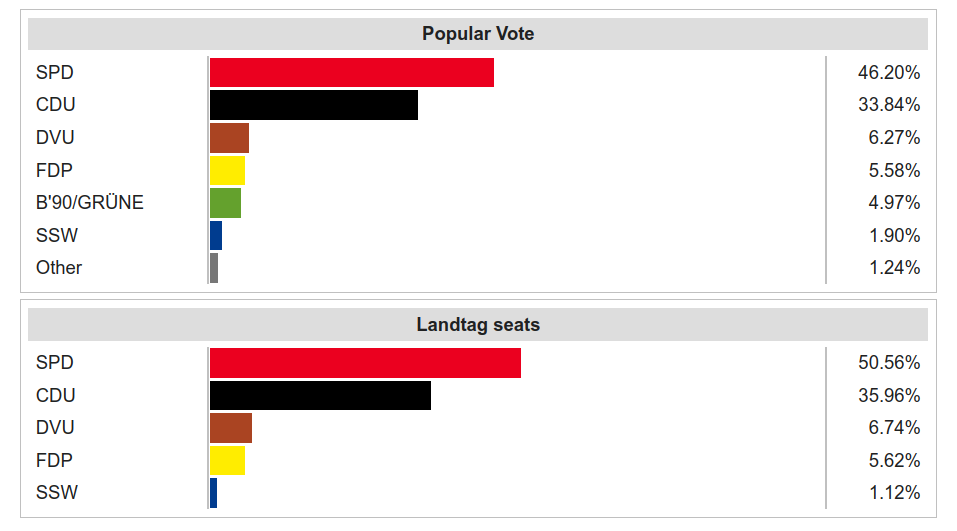 Popular Vote
SPD 46.20%
CDU 33.84%
DVU 6.27%
FDP 5.58%
B'90/GRÜNE 4.97%
SSW 1.90%
Other 1.24%
Landtag seats
SPD 50.56%
CDU 35.96%
DVU 6.74%
FDP 5.62%
SSW 1.12%